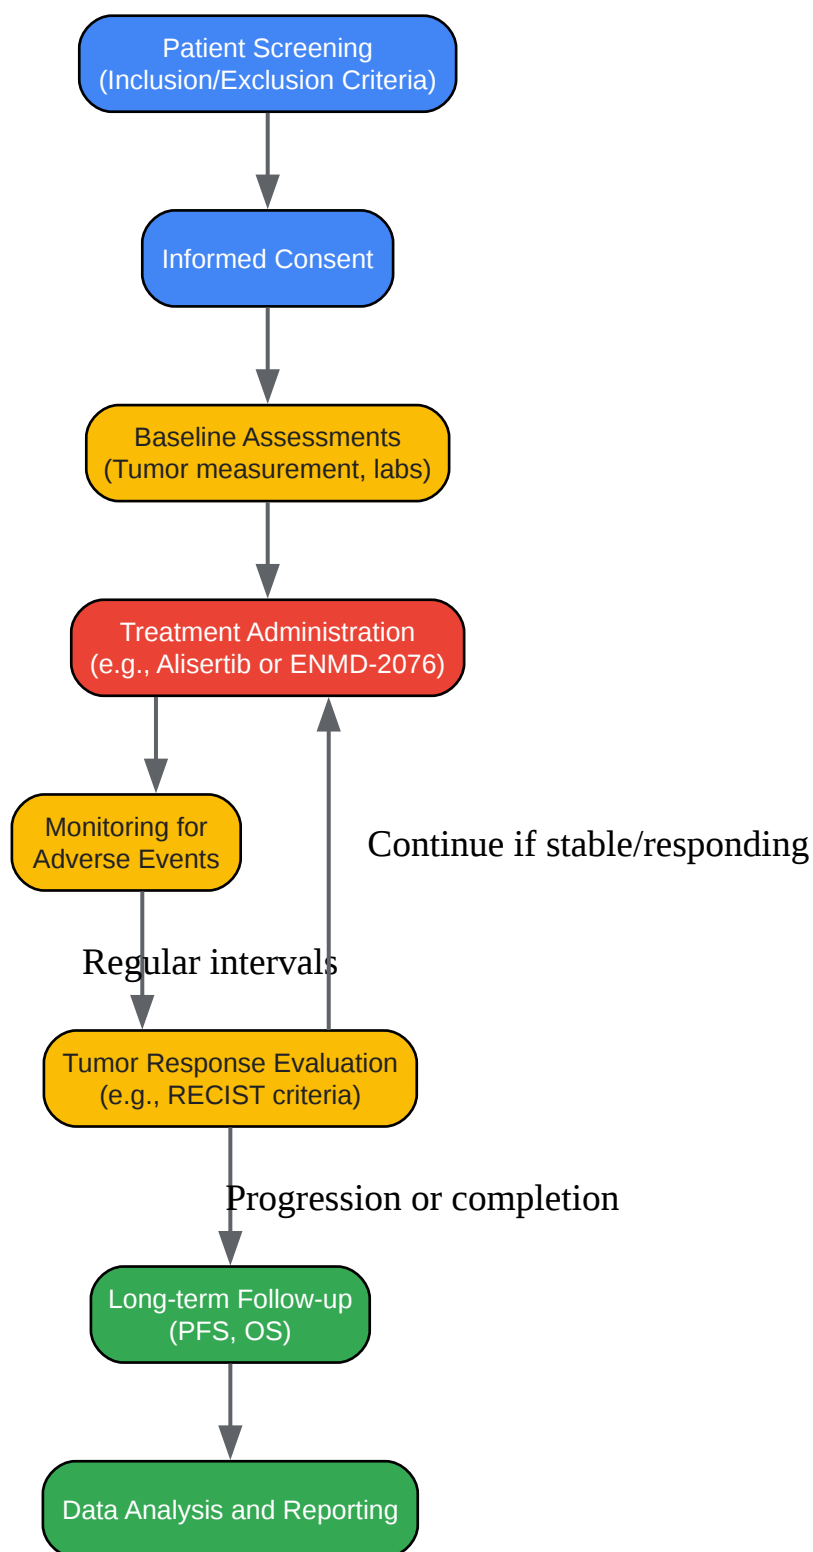 Patient Screening
(Inclusion/Exclusion Criteria)
Informed Consent
Baseline Assessments
(Tumor measurement, labs)
Treatment Administration
(e.g., Alisertib or ENMD-2076)
Monitoring for
Adverse Events
Continue if stable/responding
Regular intervals
Tumor Response Evaluation
(e.g., RECIST criteria)
Progression or completion
Long-term Follow-up
(PFS, OS)
Data Analysis and Reporting